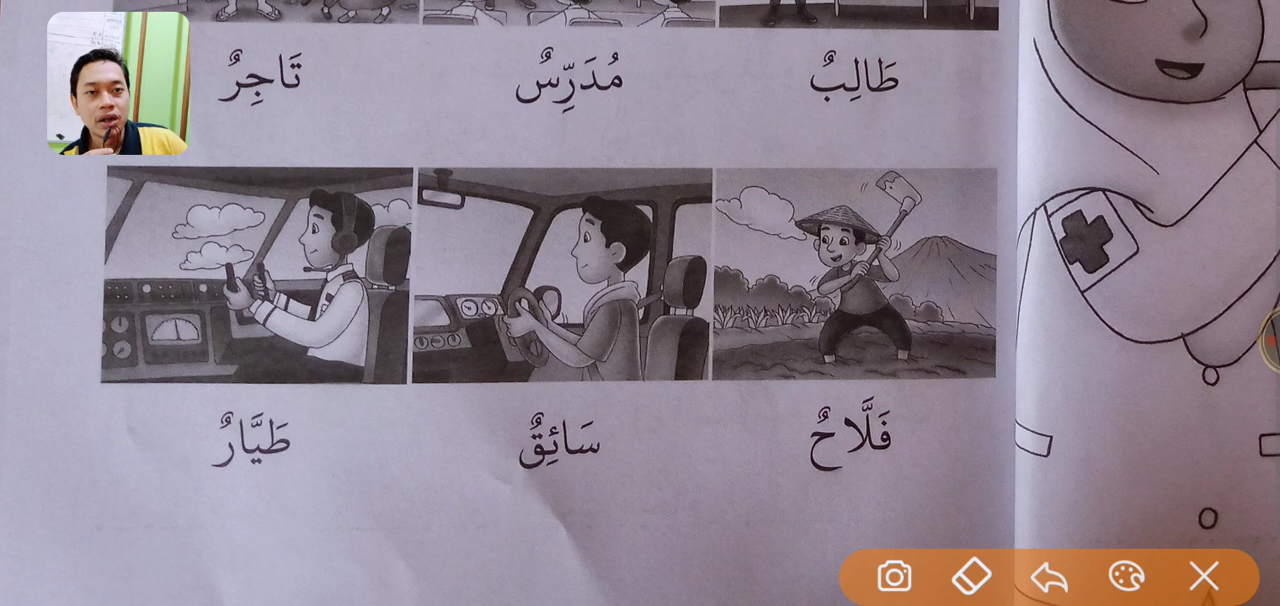 طَالِبٌ مُدَرِّسٌ تَاجِرٌ
فَلَّاحٌ سَائِقٌ طَيَّارٌ